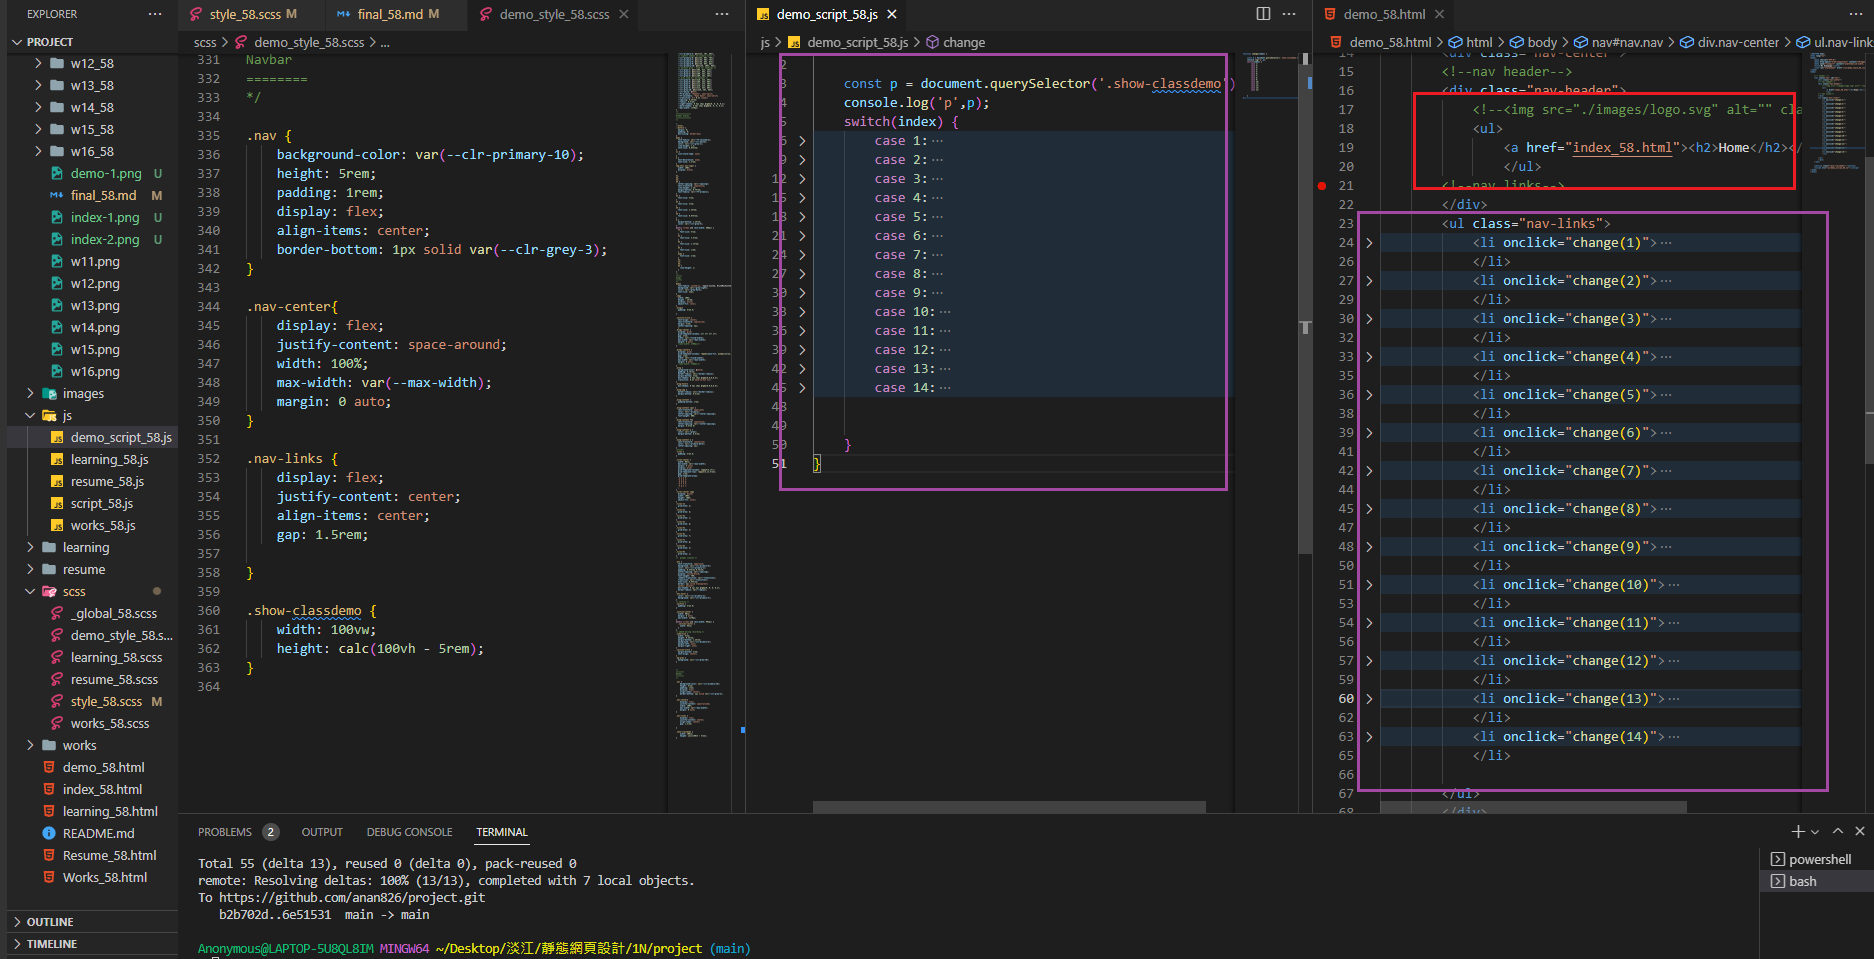 EXPLORER
PROJECT
w12_58
w13_58
w14_58
w15_58
w16_58
demo-1.png U
final_58.md M
index-1.png U
index-2.png U
w11.png
w12.png
w13.png
w14.png
w15.png
w16.png
images
js
demo_script_58.js
learning_58.js
resume_58.js
script_58.js
works_58.js
learning
resume
scss
_global_58.scss
demo_style_58.s...
learning_58.scss
resume_58.scss
style_58.scss M
works_58.scss
works
demo_58.html
index_58.html
learning_58.html
README.md
Resume_58.html
Works_58.html
OUTLINE
TIMELINE
style_58.scss M
final_58.md M
demo_style_58.scss
scss > demo_style_58.scss > ...
331 Navbar
332 ========
333 */
334
335 .nav {
336 background-color: var(--clr-primary-10);
337 height: 5rem;
338 padding: 1rem;
339 display: flex;
340 align-items: center;
341 border-bottom: 1px solid var(--clr-grey-3);
342 }
343
344 .nav-center{
345 display: flex;
346 justify-content: space-around;
347 width: 100%;
348 max-width: var(--max-width);
349 margin: 0 auto;
350 }
351
352 .nav-links {
353 display: flex;
354 justify-content: center;
355 align-items: center;
356 gap: 1.5rem;
357
358 }
359
360 .show-classdemo {
361 width: 100vw;
362 height: calc(100vh - 5rem);
363 }
364
demo_script_58.js
js > demo_script_58.js > change
2
3 const p = document.querySelector('.show-classdemo')
4 console.log('p',p);
5 switch(index) {
6 case 1:
9 case 2:
12 case 3:
15 case 4:
18 case 5:
21 case 6:
24 case 7:
27 case 8:
30 case 9:
33 case 10:
36 case 11:
39 case 12:
42 case 13:
45 case 14:
48
49
50 }
51 }
demo_58.html
demo_58.html > html > body > nav#nav.nav > div.nav-center > ul.nav-links
14 <div class="nav-center">
15 <!--nav header-->
16 <div class="nav-header">
17 <!--<img src="./images/logo.svg" alt="" cla
18 <ul>
19 <a href="index_58.html"><h2>Home</h2></
20 </ul>
21 <!--nav links-->
22 </div>
23 <ul class="nav-links">
24 <li onclick="change(1)">
26 </li>
27 <li onclick="change(2)">
29 </li>
30 <li onclick="change(3)">
32 </li>
33 <li onclick="change(4)">
35 </li>
36 <li onclick="change(5)">
38 </li>
39 <li onclick="change(6)">
41 </li>
42 <li onclick="change(7)">
44 </li>
45 <li onclick="change(8)">
47 </li>
48 <li onclick="change(9)">
50 </li>
51 <li onclick="change(10)">
53 </li>
54 <li onclick="change(11)">
56 </li>
57 <li onclick="change(12)">
59 </li>
60 <li onclick="change(13)">
62 </li>
63 <li onclick="change(14)">
65 </li>
66
67 </ul>
68 </div>
PROBLEMS 2 OUTPUT DEBUG CONSOLE TERMINAL
Total 55 (delta 13), reused 0 (delta 0), pack-reused 0
remote: Resolving deltas: 100% (13/13), completed with 7 local objects.
To https://github.com/anan826/project.git
b2b702d..6e51531 main -> main
Anonymous@LAPTOP-5U8QL8IM MINGW64 ~/Desktop/淡江/靜態網頁設計/1N/project (main)
powershell
bash